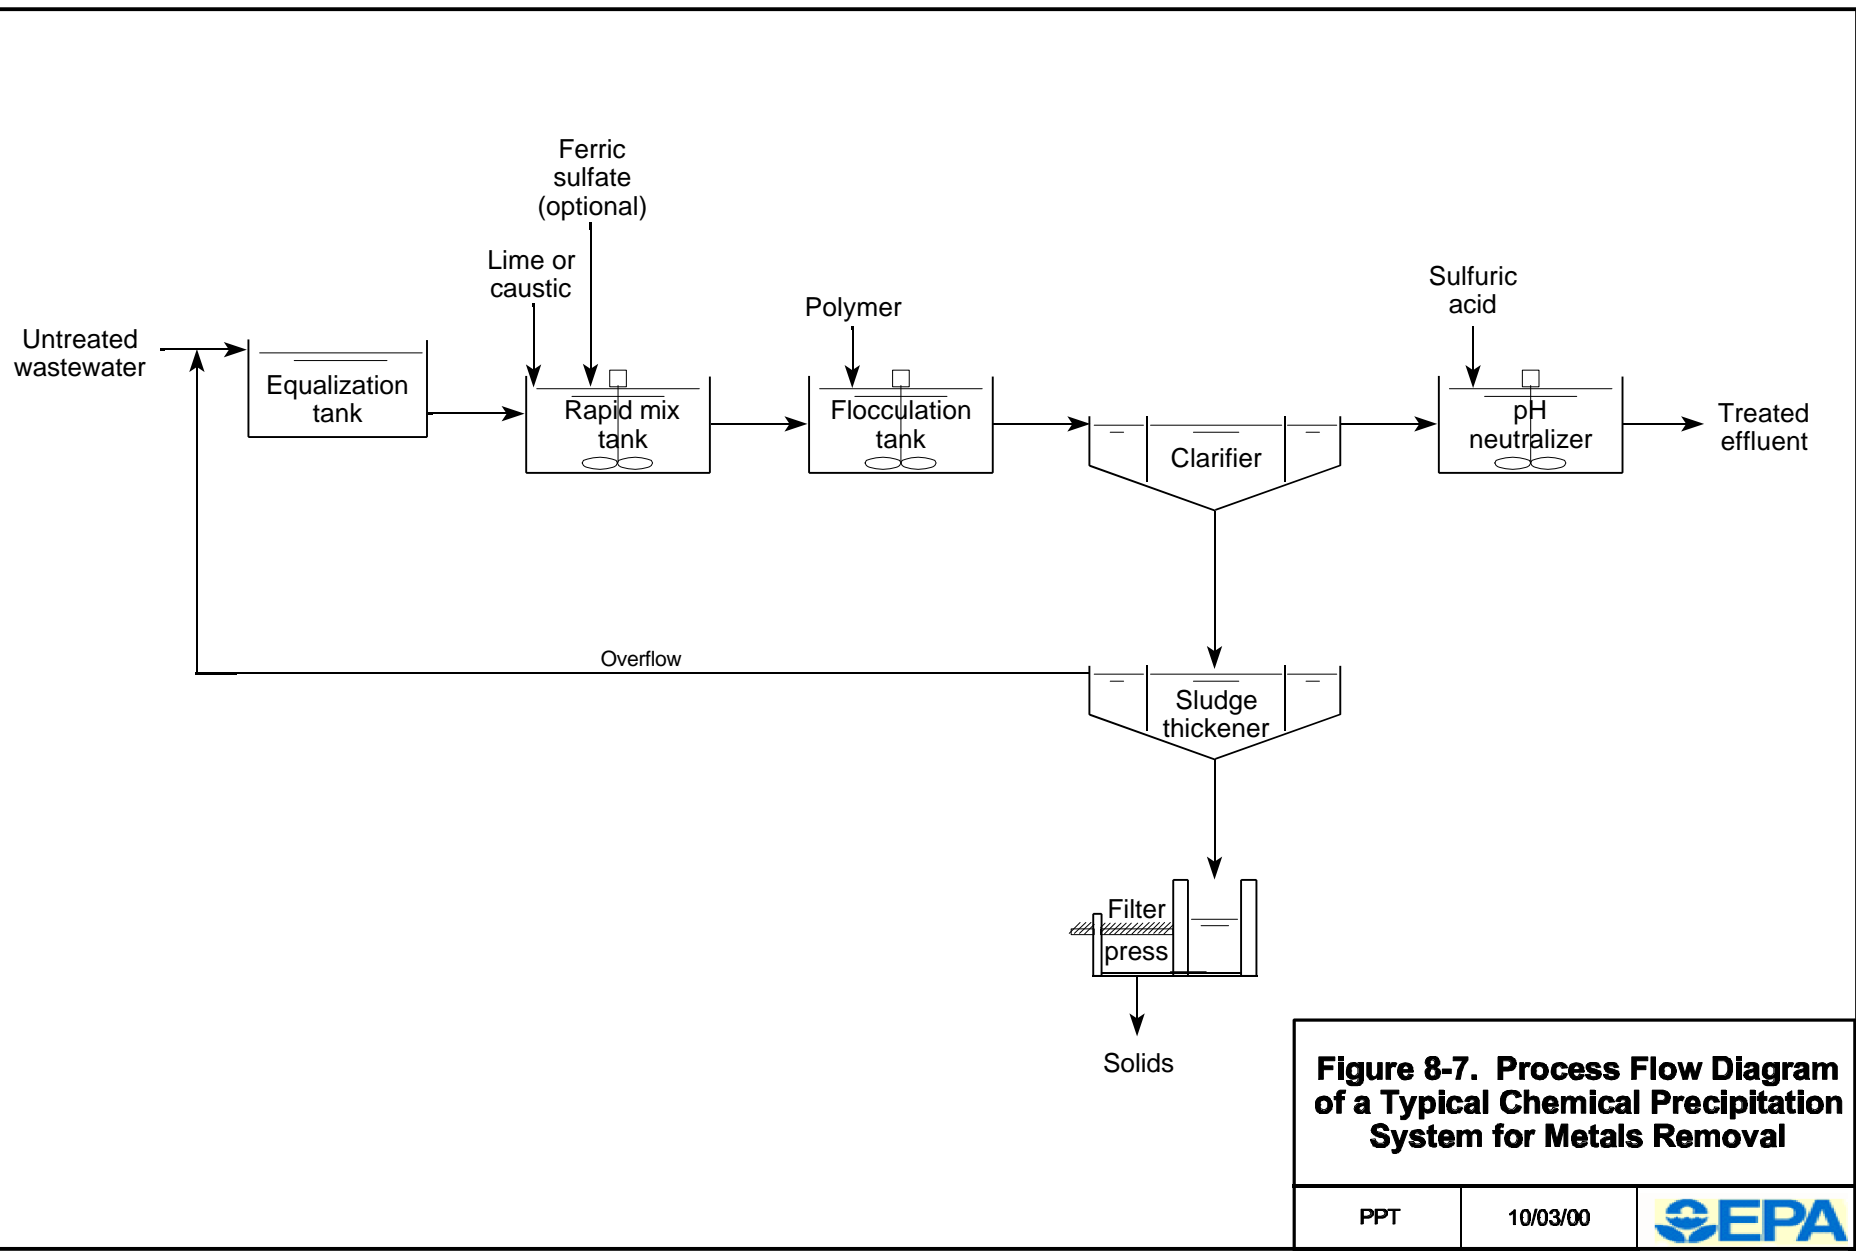 Ferric
sulfate
(optional)
Lime or
caustic
Polymer
Sulfuric
acid
Untreated
wastewater
Equalization
tank
Rapid mix
tank
Flocculation
tank
Clarifier
pH
neutralizer
Treated
effluent
Overflow
Sludge
thickener
Filter
press
Solids
Figure 8-7. Process Flow Diagram
of a Typical Chemical Precipitation
System for Metals Removal
PPT
10/03/00
EPA